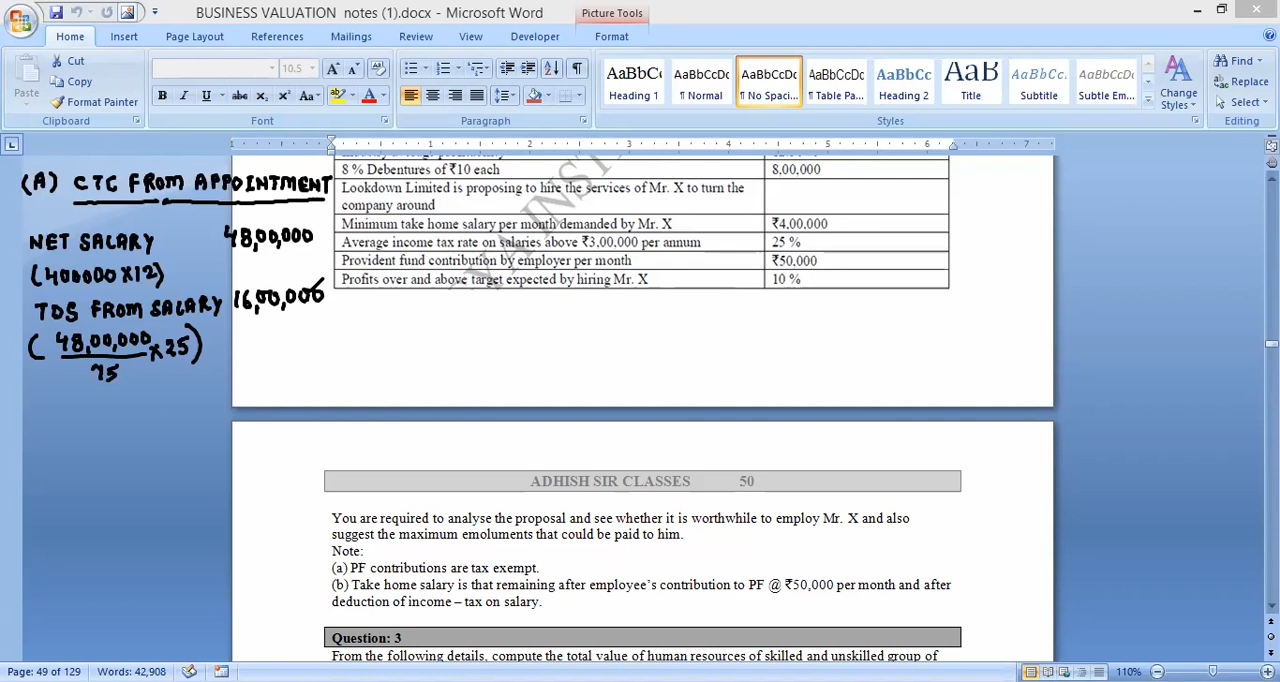 BUSINESS VALUATION notes (1).docx - Microsoft Word
Picture Tools
Home Insert Page Layout References Mailings Review View Developer Format
Paste
Cut
Copy
Format Painter
Clipboard
10.5
Font
Paragraph
AaBbCc AaBbCcDc AaBbCcDc AaBbCcDc AaBbCc AaB AaBbCcL AaBbCcDc
Heading 1 ¶ Normal ¶ No Spaci... ¶ Table Pa... Heading 2 Title Subtitle Subtle Em...
Styles
Change Styles
Find
Replace
Select
Editing
8 % Debentures of ₹10 each 8,00,000
Lookdown Limited is proposing to hire the services of Mr. X to turn the
company around
Minimum take home salary per month demanded by Mr. X ₹4,00,000
Average income tax rate on salaries above ₹3,00,000 per annum 25 %
Provident fund contribution by employer per month ₹50,000
Profits over and above target expected by hiring Mr. X 10 %
(A) CTC FROM APPOINTMENT
NET SALARY 48,00,000
(400000 x 12)
TDS FROM SALARY 16,00,000
(48,00,000 x 25)
75
ADHISH SIR CLASSES 50
You are required to analyse the proposal and see whether it is worthwhile to employ Mr. X and also
suggest the maximum emoluments that could be paid to him.
Note:
(a) PF contributions are tax exempt.
(b) Take home salary is that remaining after employee's contribution to PF @ ₹50,000 per month and after
deduction of income – tax on salary.
Question: 3
From the following details, compute the total value of human resources of skilled and unskilled group of
Page: 49 of 129 Words: 42,908 110%